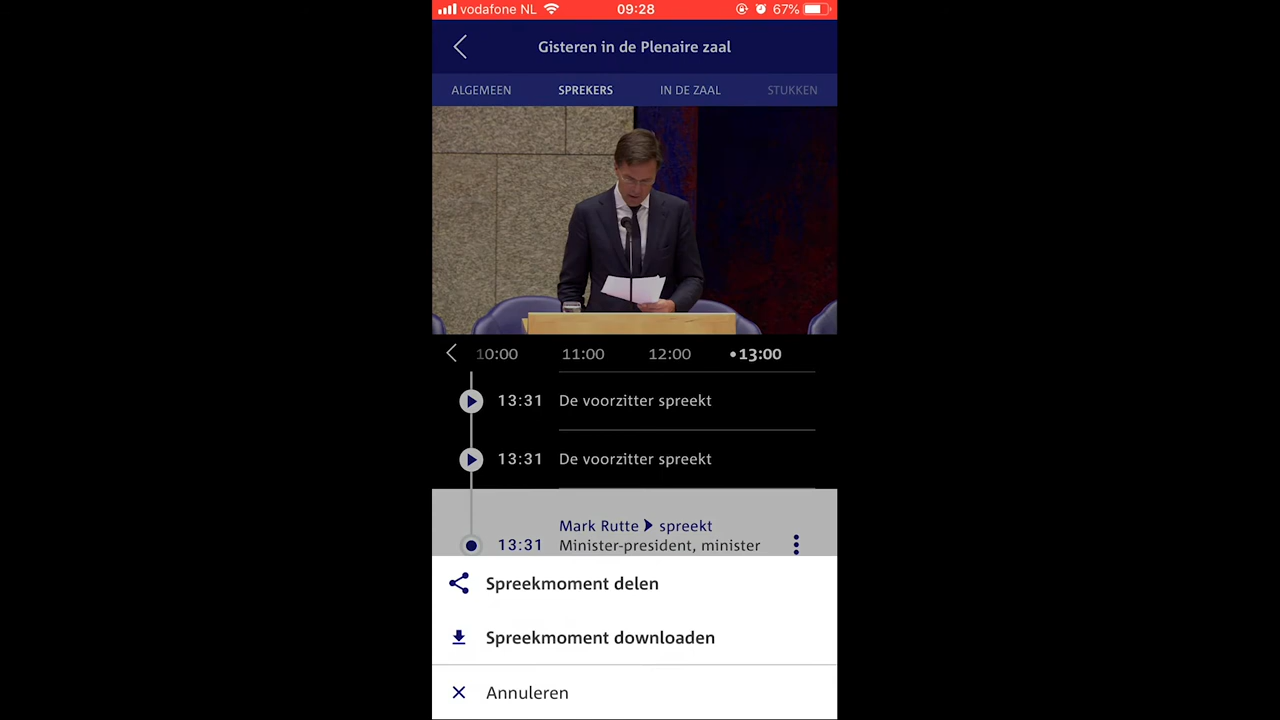 vodafone NL 09:28 67%
Gisteren in de Plenaire zaal
ALGEMEEN SPREKERS IN DE ZAAL STUKKEN
10:00 11:00 12:00 •13:00
13:31 De voorzitter spreekt
13:31 De voorzitter spreekt
Mark Rutte spreekt
13:31 Minister-president, minister
Spreekmoment delen
Spreekmoment downloaden
Annuleren